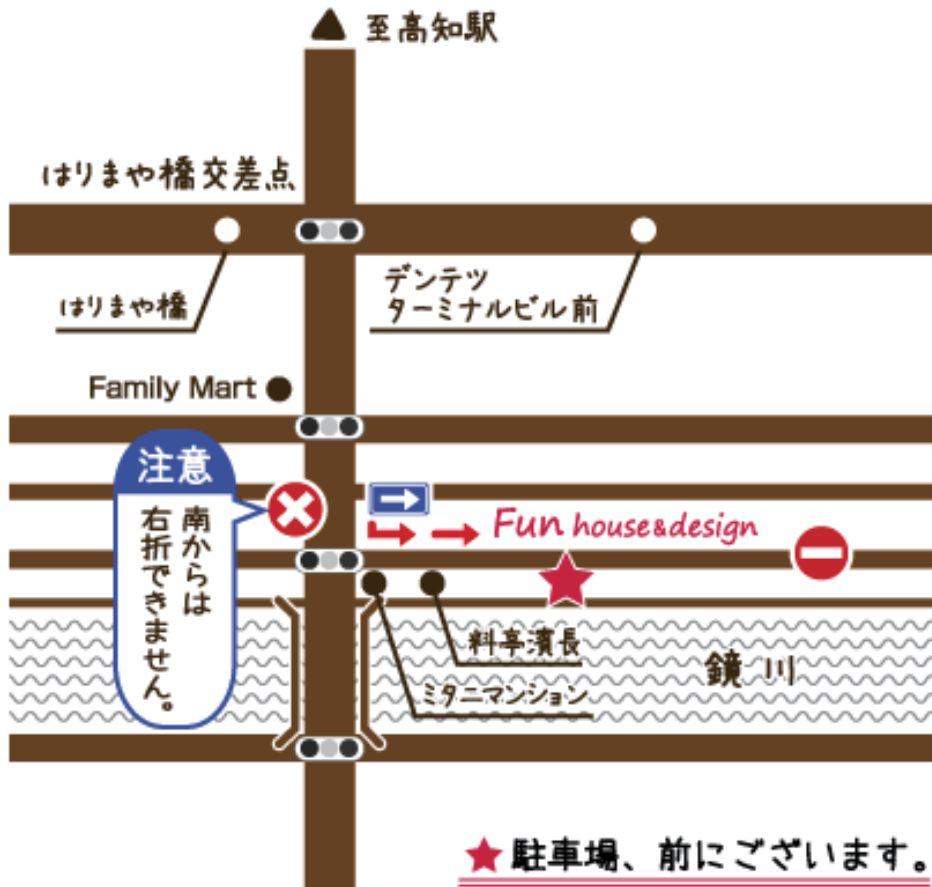 至高知駅
はりまや橋交差点
はりまや橋
デンテツ
ターミナルビル前
Family Mart
注意
南からは
右折できません。
Fun house&design
料亭濱長
ミタニマンション
鏡川
駐車場、前にございます。